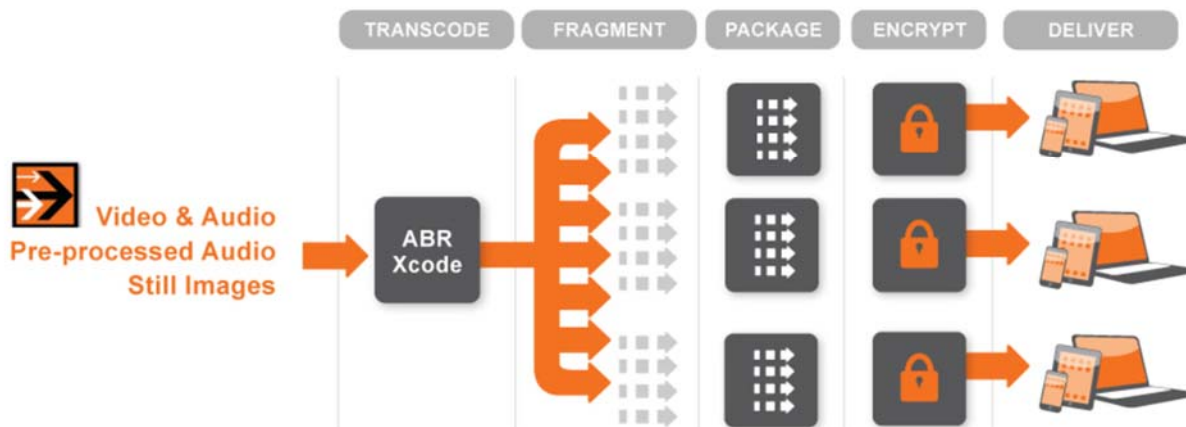 TRANSCODE
FRAGMENT
PACKAGE
ENCRYPT
DELIVER
Video & Audio
Pre-processed Audio
Still Images
ABR
Xcode